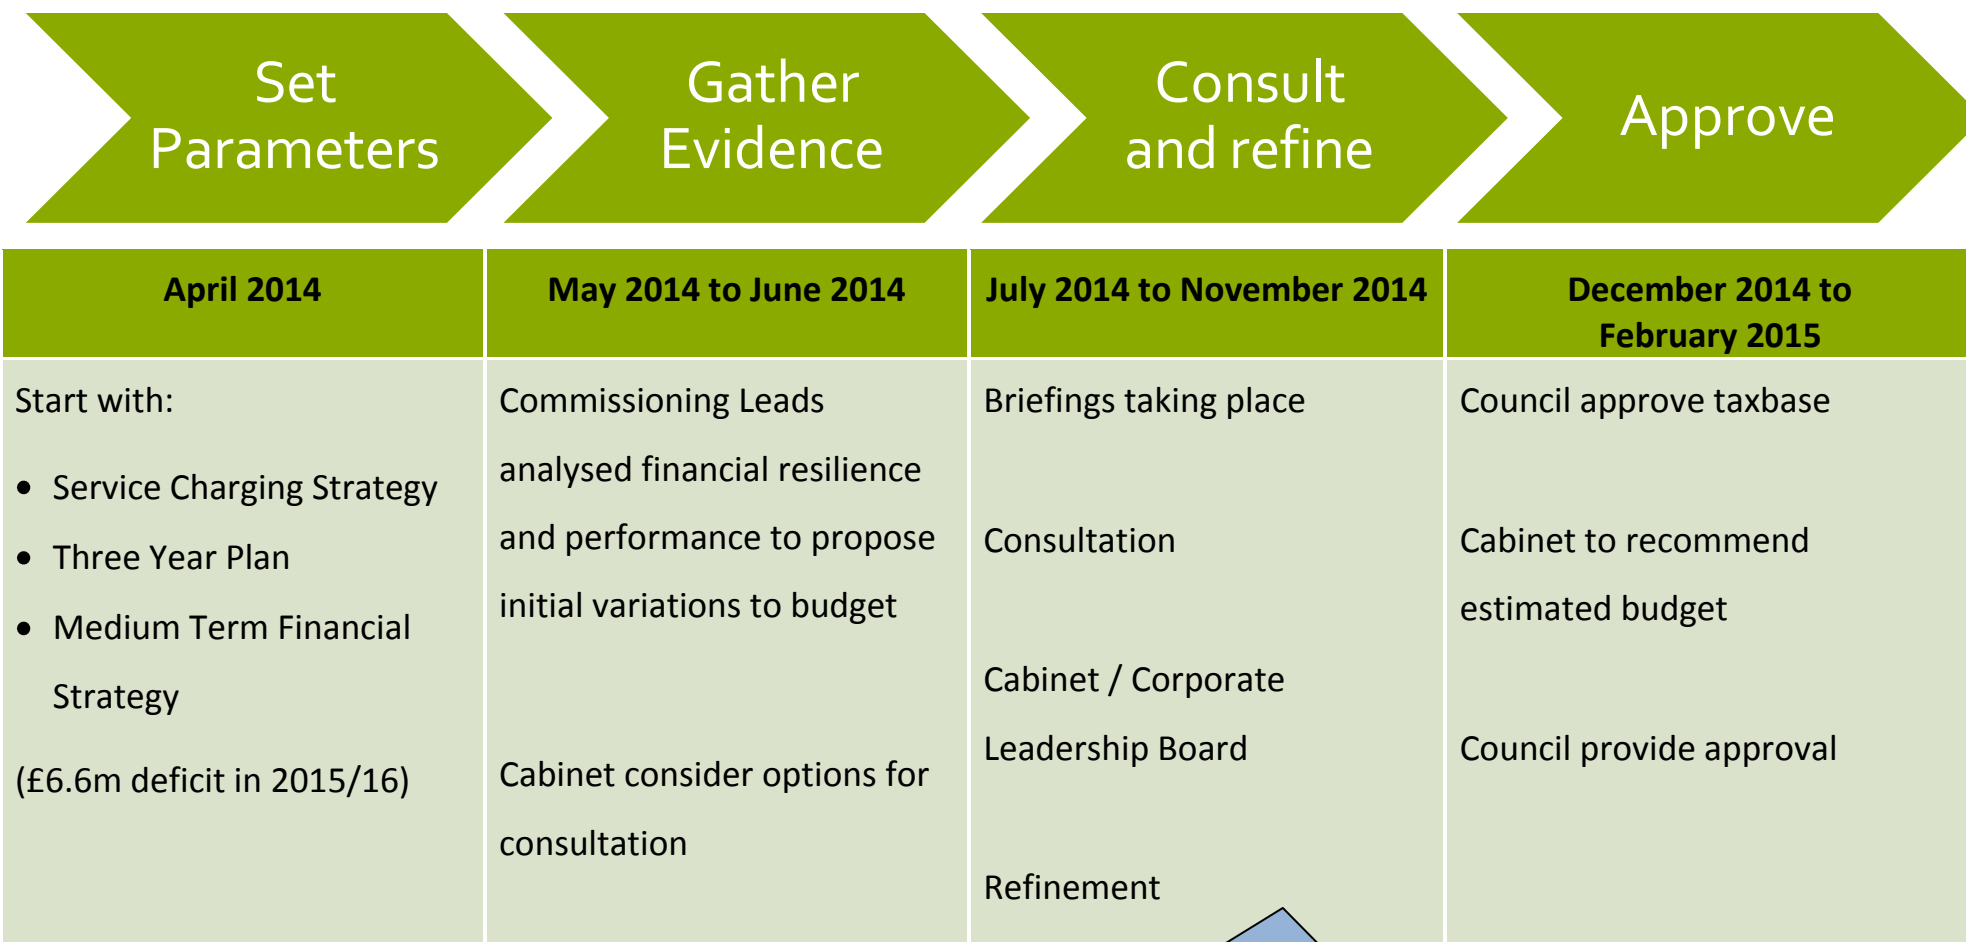 Set
Parameters
Gather
Evidence
Consult
and refine
Approve
April 2014
May 2014 to June 2014
July 2014 to November 2014
December 2014 to
February 2015
Start with:
• Service Charging Strategy
• Three Year Plan
• Medium Term Financial
Strategy
(£6.6m deficit in 2015/16)
Commissioning Leads
analysed financial resilience
and performance to propose
initial variations to budget
Cabinet consider options for
consultation
Briefings taking place
Consultation
Cabinet / Corporate
Leadership Board
Refinement
Council approve taxbase
Cabinet to recommend
estimated budget
Council provide approval